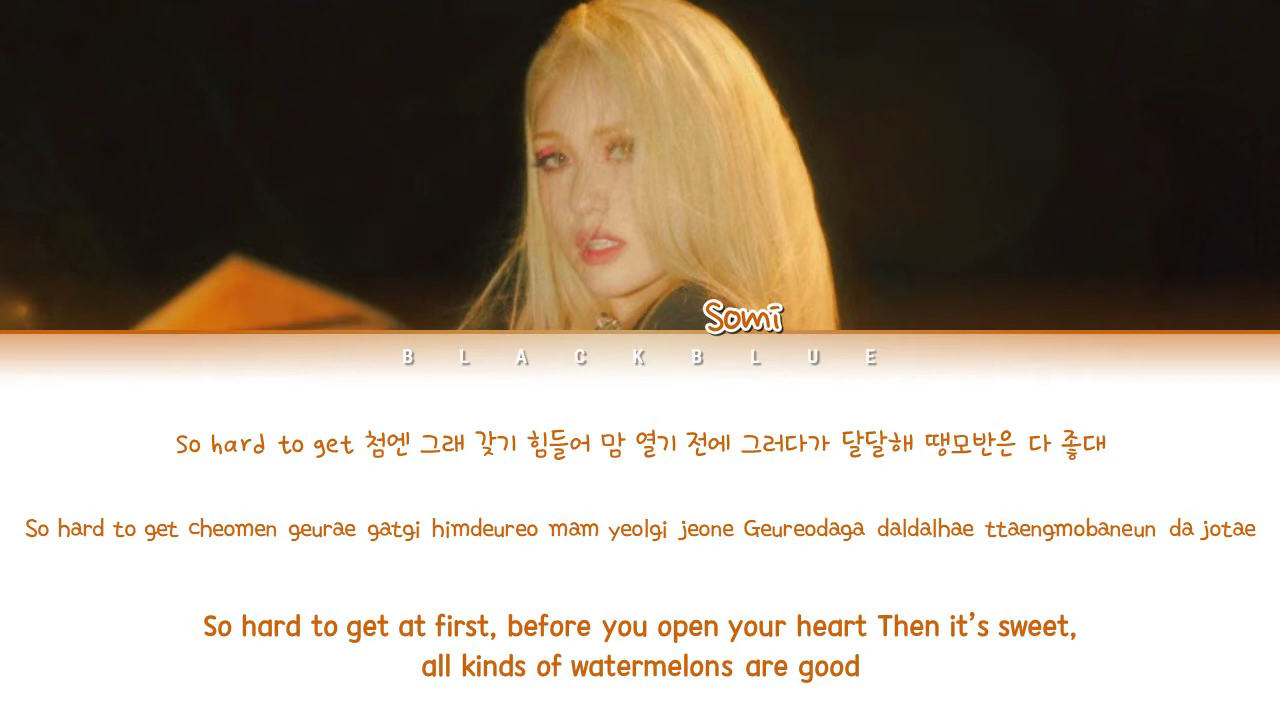 Somi
BLACKBLUE
So hard to get 첨엔 그래 갖기 힘들어 맘 열기 전에 그러다가 달달해 땡모반은 다 좋대
So hard to get cheomen geurae gatgi himdeureo mam yeolgi jeone Geureodaga daldalhae ttaengmobaneun da jotae
So hard to get at first, before you open your heart Then it’s sweet,
all kinds of watermelons are good